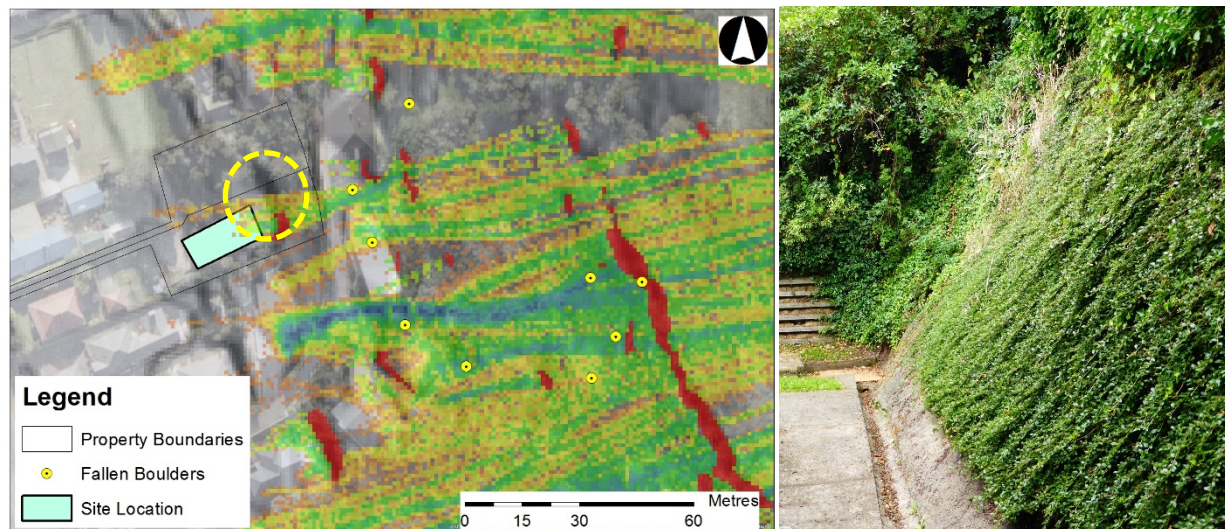 Legend
Property Boundaries
Fallen Boulders
Site Location
Metres
0 15 30 60